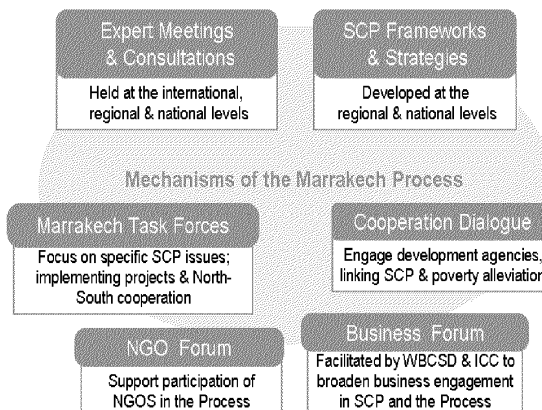 Expert Meetings
& Consultations
Held at the international,
regional & national levels
SCP Frameworks
& Strategies
Developed at the
regional & national levels
Mechanisms of the Marrakech Process
Marrakech Task Forces
Focus on specific SCP issues;
implementing projects & North-
South cooperation
Cooperation Dialogue
Engage development agencies,
linking SCP & poverty alleviation
NGO Forum
Support participation of
NGOS in the Process
Business Forum
Facilitated by WBCSD & ICC to
broaden business engagement
in SCP and the Process